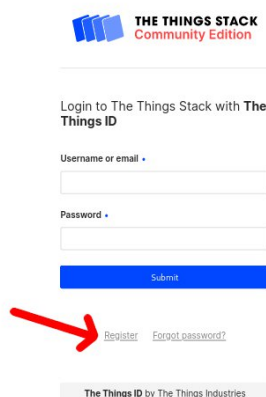 THE THINGS STACK
Community Edition
Login to The Things Stack with The
Things ID
Username or email •
Password •
Submit
Register Forgot password?
The Things ID by The Things Industries